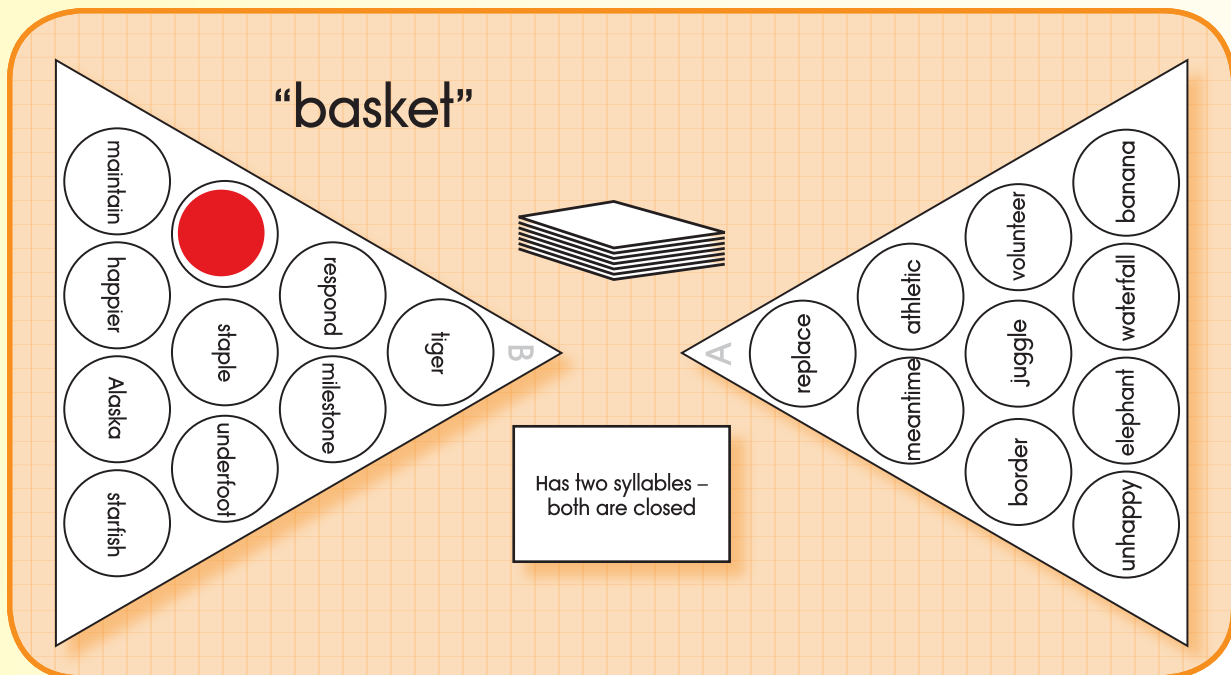 “basket”
maintain
happier
Alaska
starfish
staple
underfoot
respond
milestone
tiger
B
A
replace
athletic
meantime
volunteer
juggle
border
banana
waterfall
elephant
unhappy
Has two syllables –
both are closed